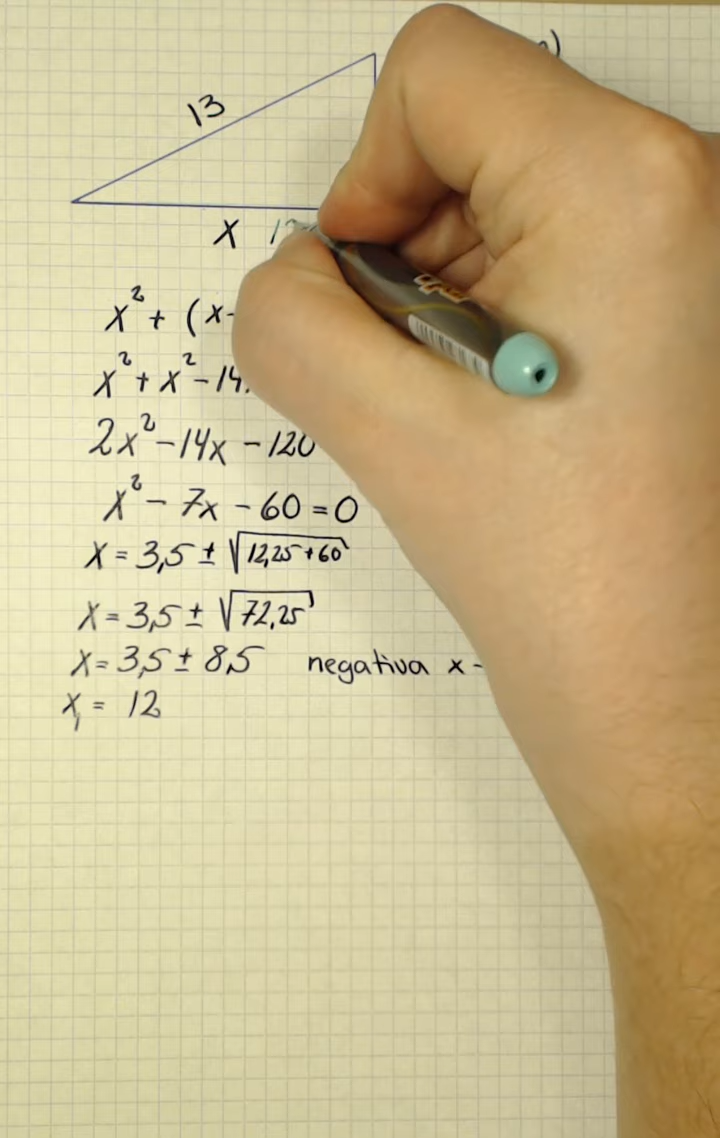 13
x
x² + (x-
x² + x² - 14
2x² - 14x - 120
x² - 7x - 60 = 0
x = 3,5 ± √12,25 + 60
x = 3,5 ± √72,25
x = 3,5 ± 8,5 negativa x -
x₁ = 12